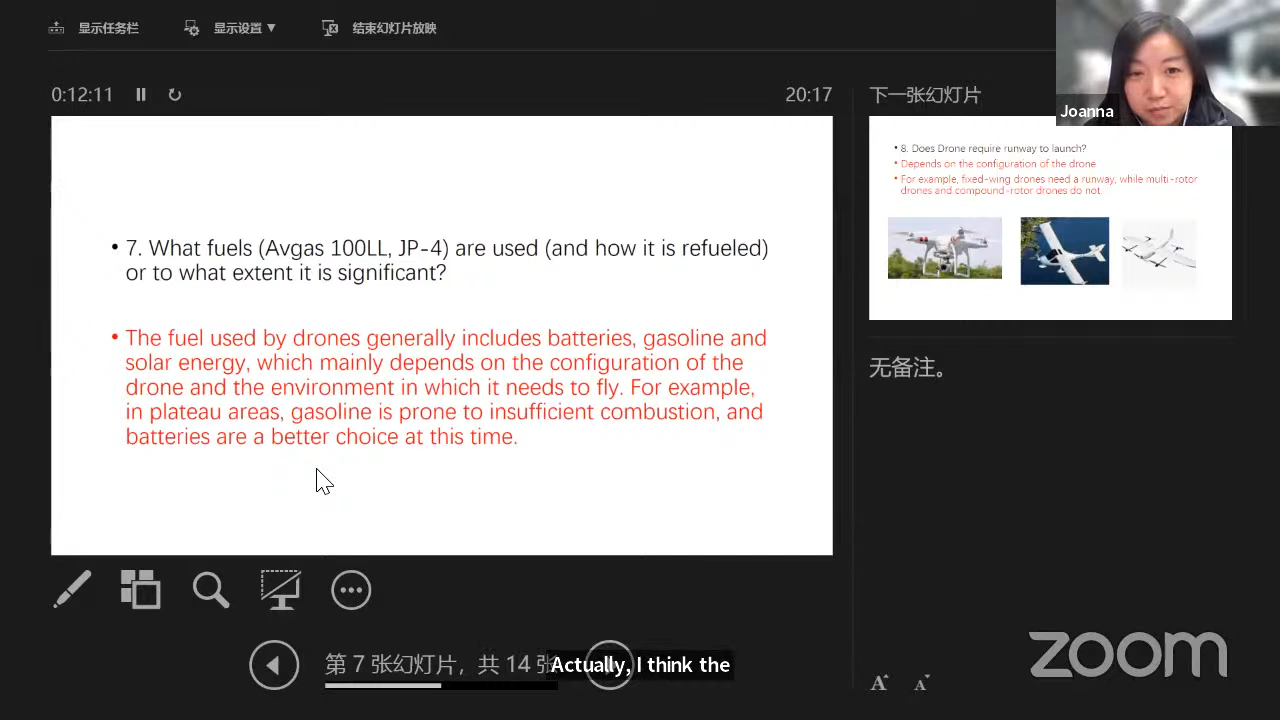 显示任务栏
显示设置 ▼
结束幻灯片放映
0:12:11
20:17
下一张幻灯片
Joanna
• 7. What fuels (Avgas 100LL, JP-4) are used (and how it is refueled)
or to what extent it is significant?
• The fuel used by drones generally includes batteries, gasoline and
solar energy, which mainly depends on the configuration of the
drone and the environment in which it needs to fly. For example,
in plateau areas, gasoline is prone to insufficient combustion, and
batteries are a better choice at this time.
• 8. Does Drone require runway to launch?
• Depends on the configuration of the drone
• For example, fixed-wing drones need a runway, while multi-rotor
drones and compound-rotor drones do not.
无备注。
第 7 张幻灯片，共 14 张
Actually, I think the
zoom
A A